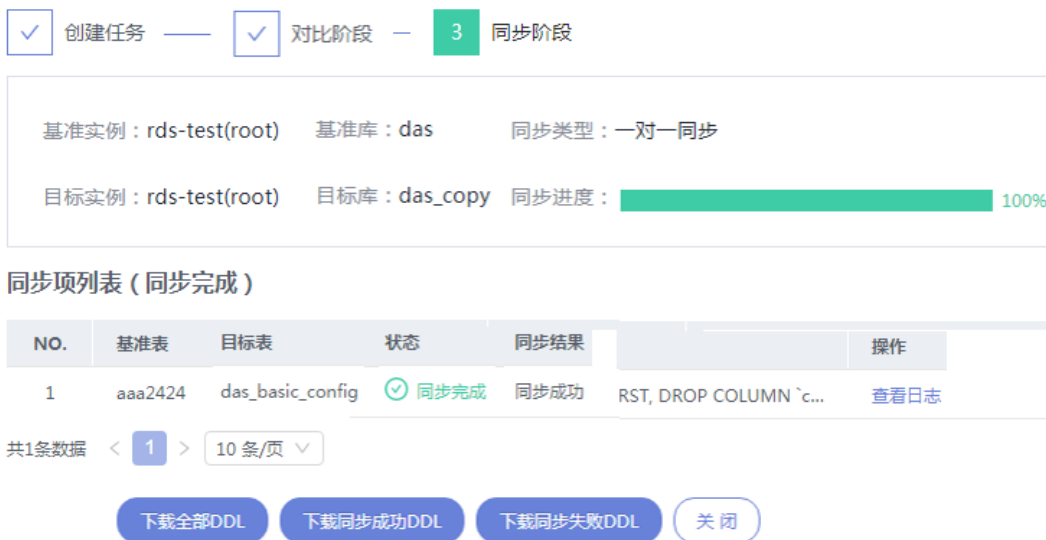 创建任务 对比阶段 3 同步阶段
基准实例：rds-test(root) 基准库：das 同步类型：一对一同步
目标实例：rds-test(root) 目标库：das_copy 同步进度： 100%
同步项列表（同步完成）
NO. 基准表 目标表 状态 同步结果 操作
1 aaa2424 das_basic_config 同步完成 同步成功 RST, DROP COLUMN `c... 查看日志
共1条数据 < 1 > 10 条/页
下载全部DDL 下载同步成功DDL 下载同步失败DDL 关 闭